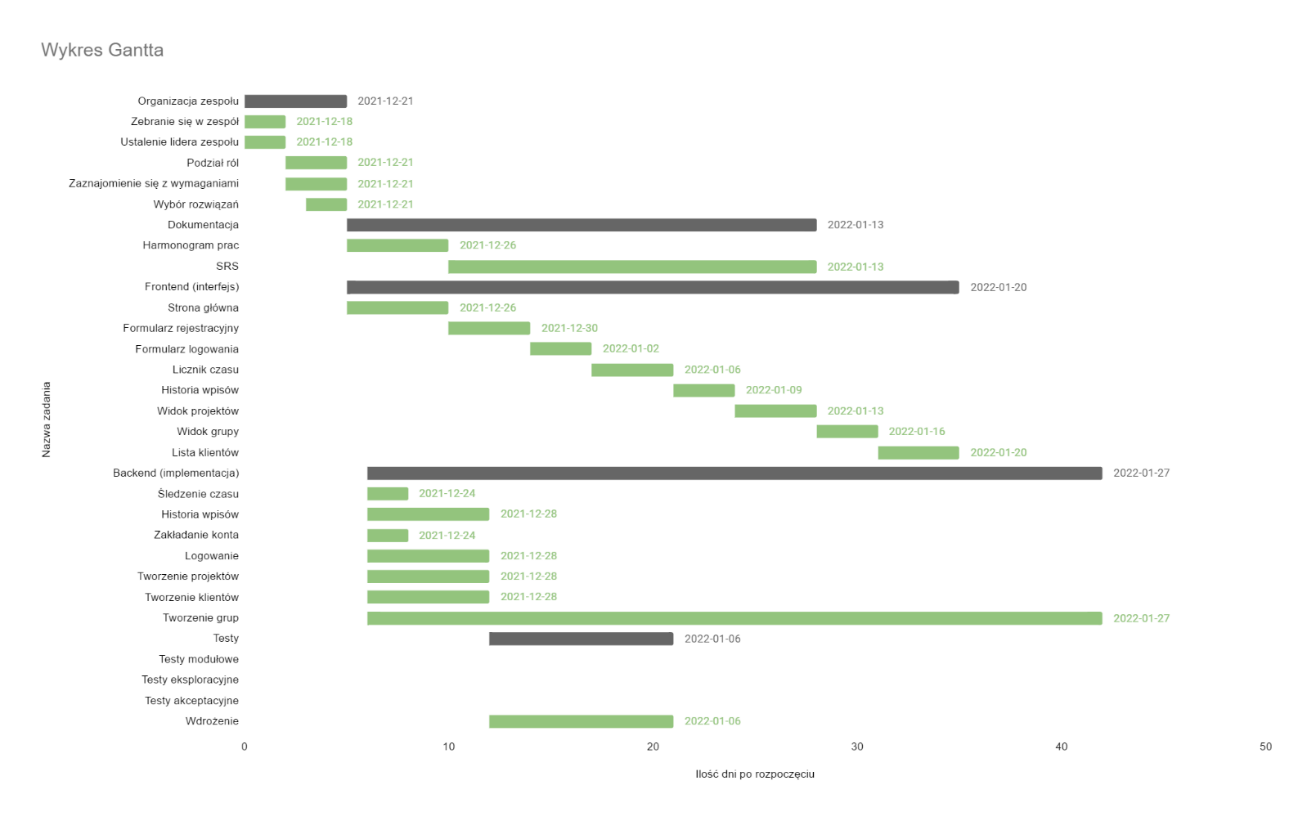 Wykres Gantta
Organizacja zespołu 2021-12-21
Zebranie się w zespół 2021-12-18
Ustalenie lidera zespołu 2021-12-18
Podział ról 2021-12-21
Zaznajomienie się z wymaganiami 2021-12-21
Wybór rozwiązań 2021-12-21
Dokumentacja 2022-01-13
Harmonogram prac 2021-12-26
SRS 2022-01-13
Frontend (interfejs) 2022-01-20
Strona główna 2021-12-26
Formularz rejestracyjny 2021-12-30
Formularz logowania 2022-01-02
Licznik czasu 2022-01-06
Historia wpisów 2022-01-09
Widok projektów 2022-01-13
Widok grupy 2022-01-16
Lista klientów 2022-01-20
Backend (implementacja) 2022-01-27
Śledzenie czasu 2021-12-24
Historia wpisów 2021-12-28
Zakładanie konta 2021-12-24
Logowanie 2021-12-28
Tworzenie projektów 2021-12-28
Tworzenie klientów 2021-12-28
Tworzenie grup 2022-01-27
Testy 2022-01-06
Testy modułowe
Testy eksploracyjne
Testy akceptacyjne
Wdrożenie 2022-01-06
Nazwa zadania
0 10 20 30 40 50
Ilość dni po rozpoczęciu